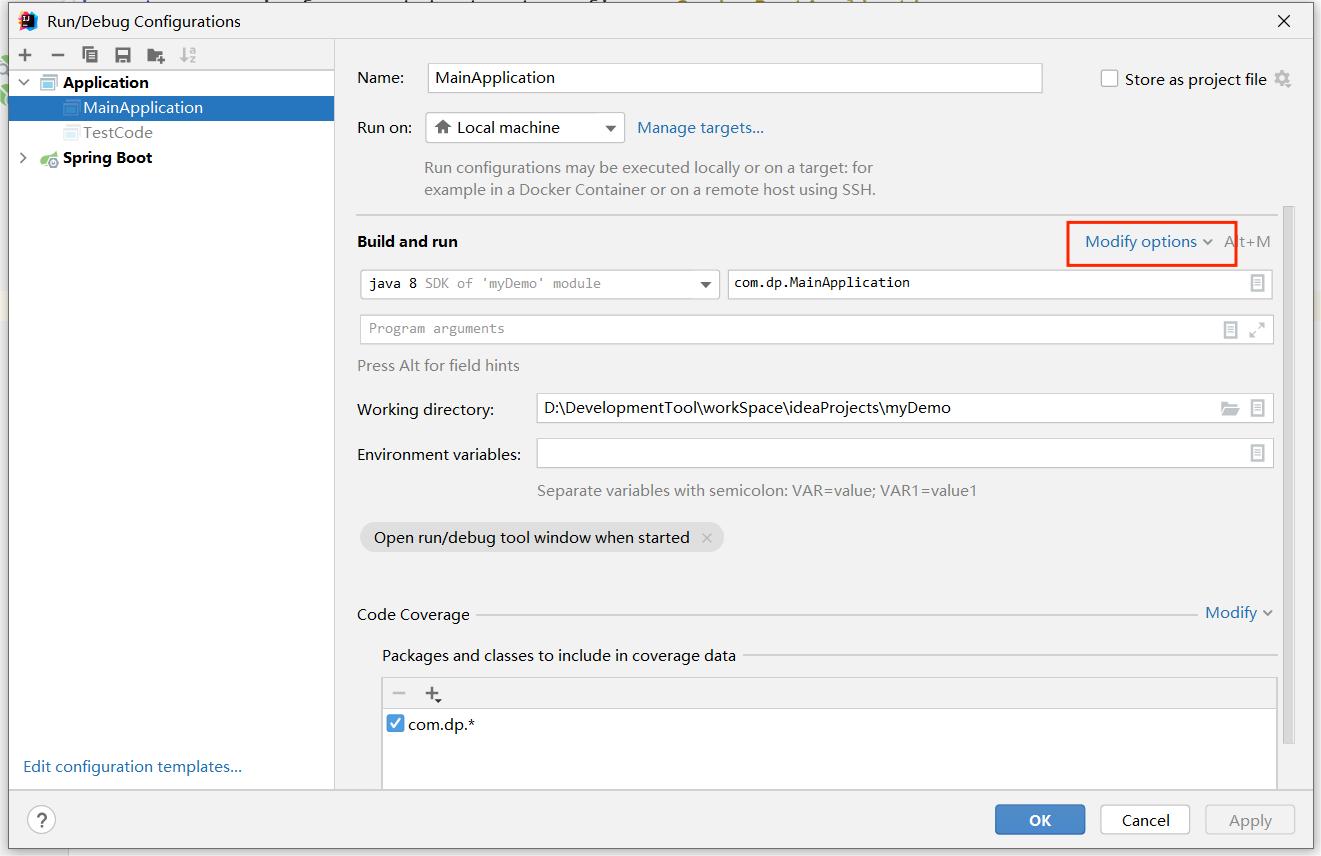 Run/Debug Configurations
Application
MainApplication
TestCode
Spring Boot
Edit configuration templates...
Name: MainApplication
Store as project file
Run on: Local machine Manage targets...
Run configurations may be executed locally or on a target: for
example in a Docker Container or on a remote host using SSH.
Build and run Modify options Alt+M
java 8 SDK of 'myDemo' module com.dp.MainApplication
Program arguments
Press Alt for field hints
Working directory: D:\DevelopmentTool\workSpace\ideaProjects\myDemo
Environment variables:
Separate variables with semicolon: VAR=value; VAR1=value1
Open run/debug tool window when started
Code Coverage Modify
Packages and classes to include in coverage data
com.dp.*
? OK Cancel Apply